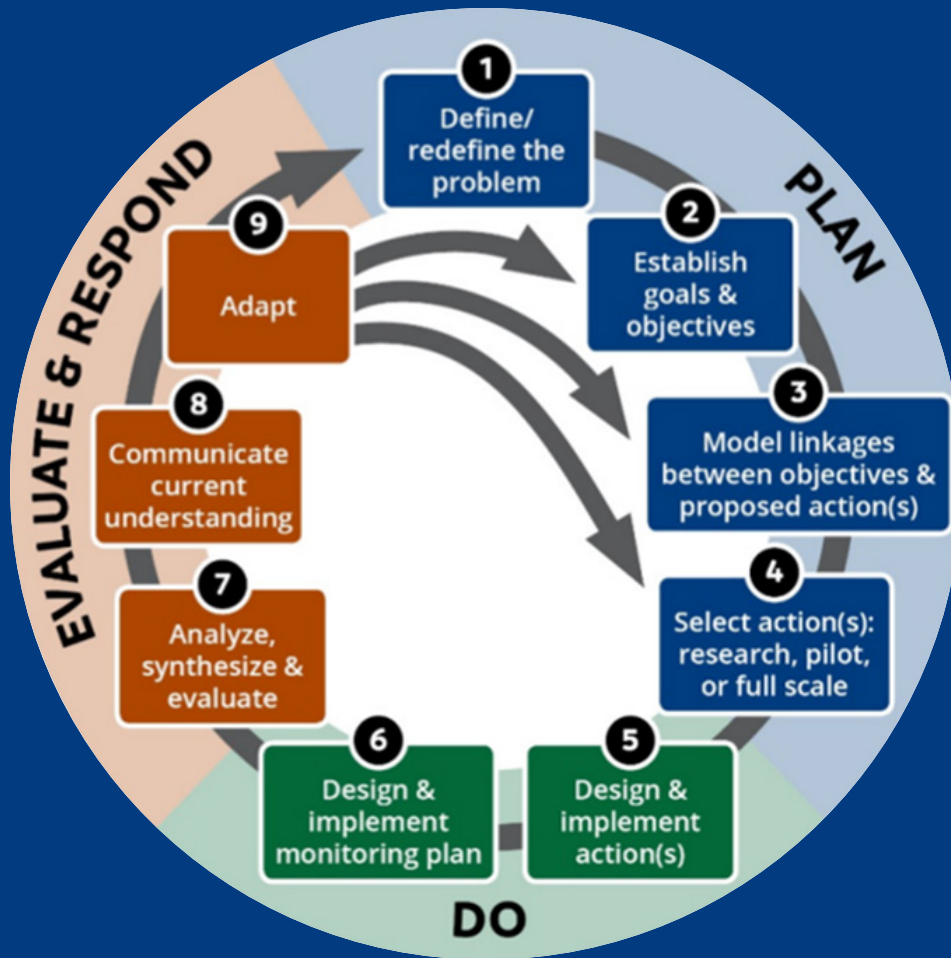 PLAN
1
Define/
redefine the
problem
2
Establish
goals &
objectives
3
Model linkages
between objectives &
proposed action(s)
4
Select action(s):
research, pilot,
or full scale
DO
5
Design &
implement
action(s)
6
Design &
implement
monitoring plan
EVALUATE & RESPOND
7
Analyze,
synthesize &
evaluate
8
Communicate
current
understanding
9
Adapt